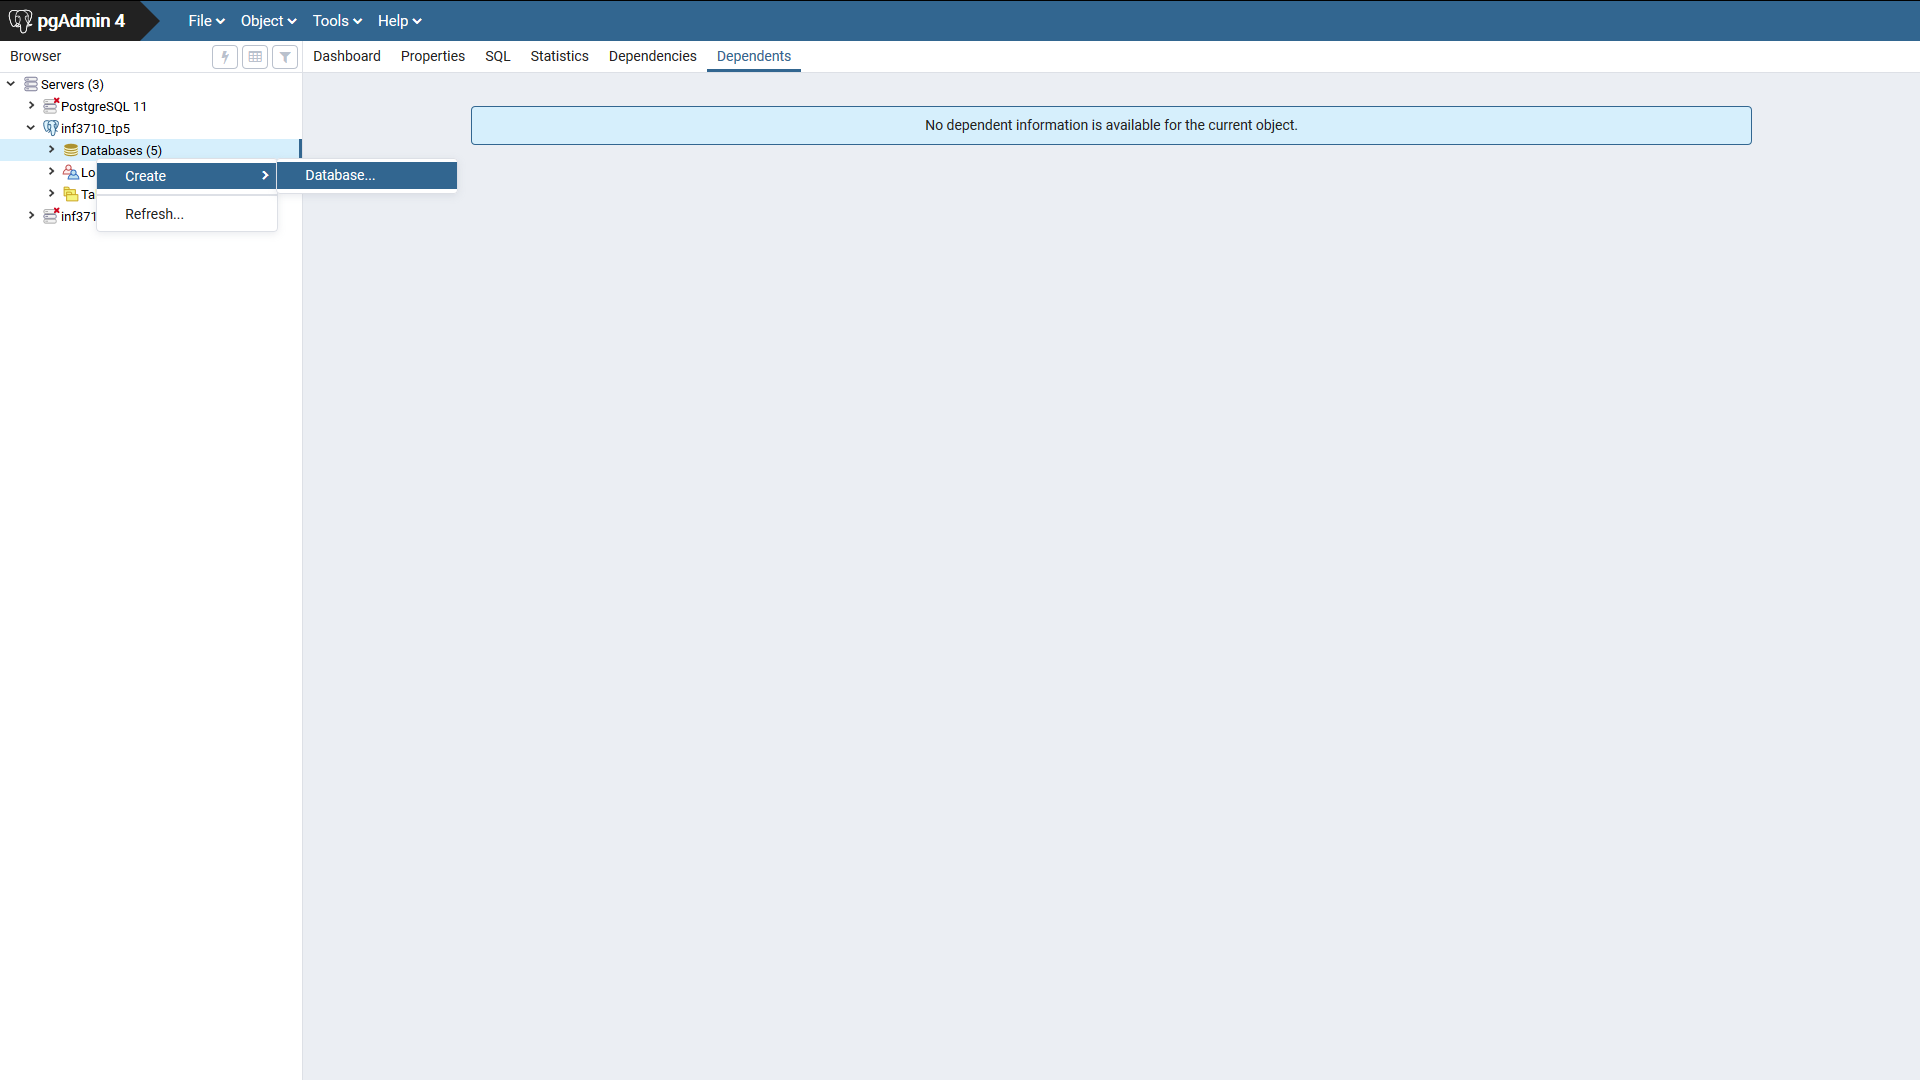 pgAdmin 4
File Object Tools Help
Browser
Dashboard Properties SQL Statistics Dependencies Dependents
Servers (3)
PostgreSQL 11
inf3710_tp5
Databases (5)
Lo
Ta
inf371
Create
Database...
Refresh...
No dependent information is available for the current object.